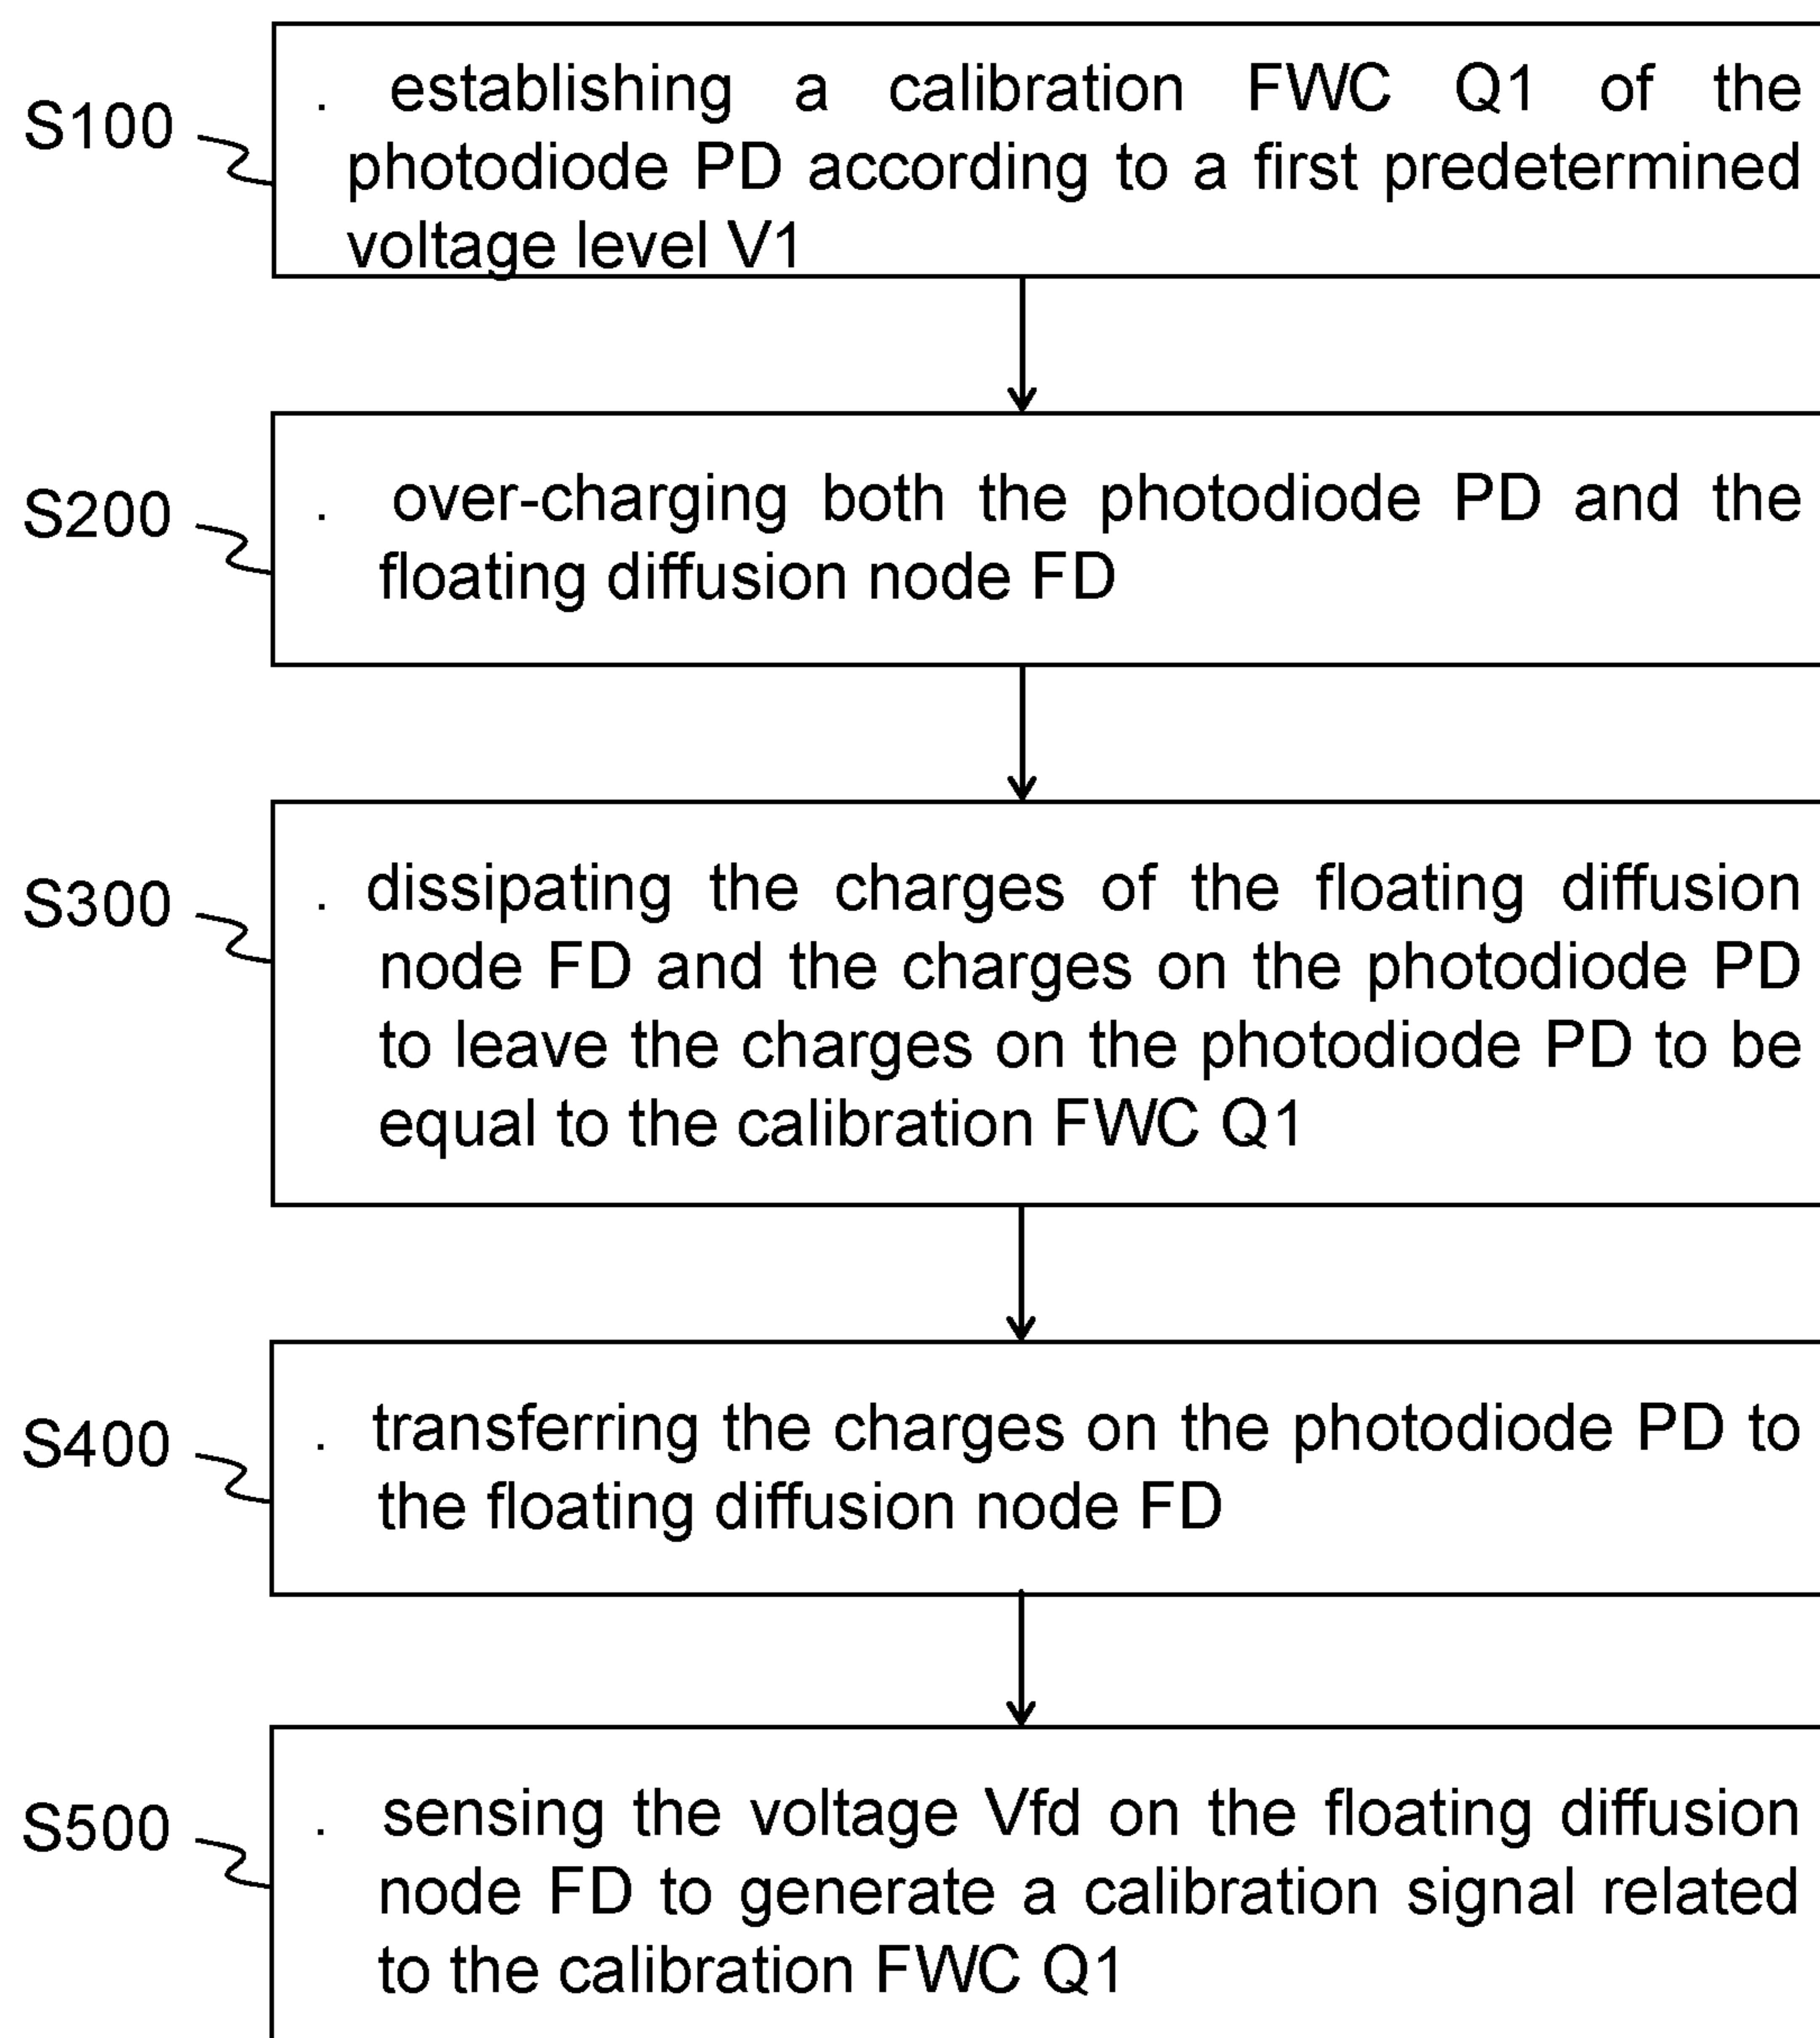 S100
. establishing a calibration FWC Q1 of the
photodiode PD according to a first predetermined
voltage level V1
S200
. over-charging both the photodiode PD and the
floating diffusion node FD
S300
. dissipating the charges of the floating diffusion
node FD and the charges on the photodiode PD
to leave the charges on the photodiode PD to be
equal to the calibration FWC Q1
S400
. transferring the charges on the photodiode PD to
the floating diffusion node FD
S500
. sensing the voltage Vfd on the floating diffusion
node FD to generate a calibration signal related
to the calibration FWC Q1